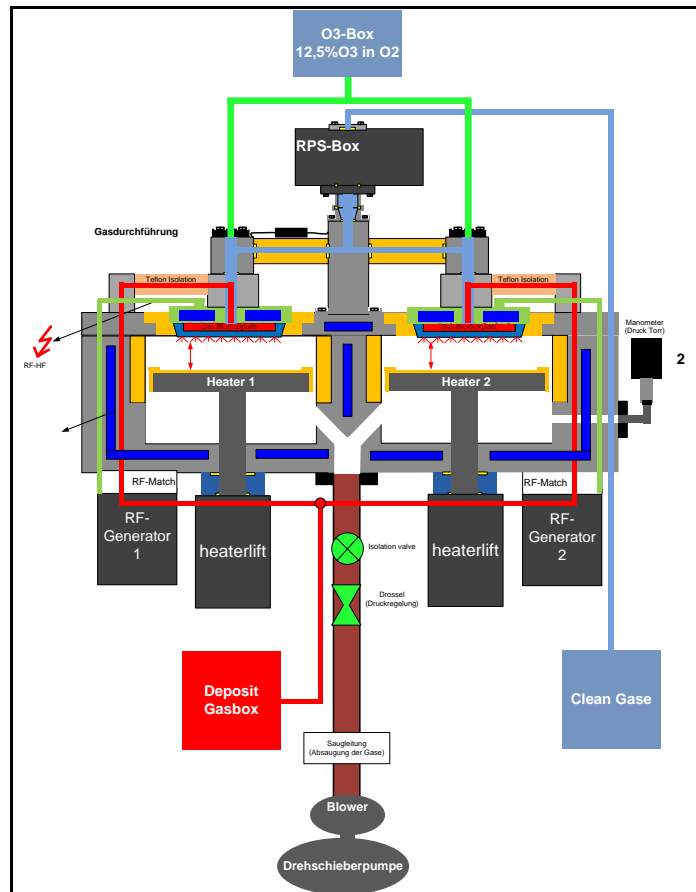 O3-Box
12,5%O3 in O2
RPS-Box
Gasdurchführung
Teflon Isolation
Teflon Isolation
Manometer
(Druck Torr)
2
RF-HF
Heater 1
Heater 2
RF-Match
RF-Match
RF-
Generator
1
heaterlift
heaterlift
RF-
Generator
2
Isolation valve
Drossel
(Druckregelung)
Deposit
Gasbox
Clean Gase
Saugleitung
(Absaugung der Gase)
Blower
Drehschieberpumpe